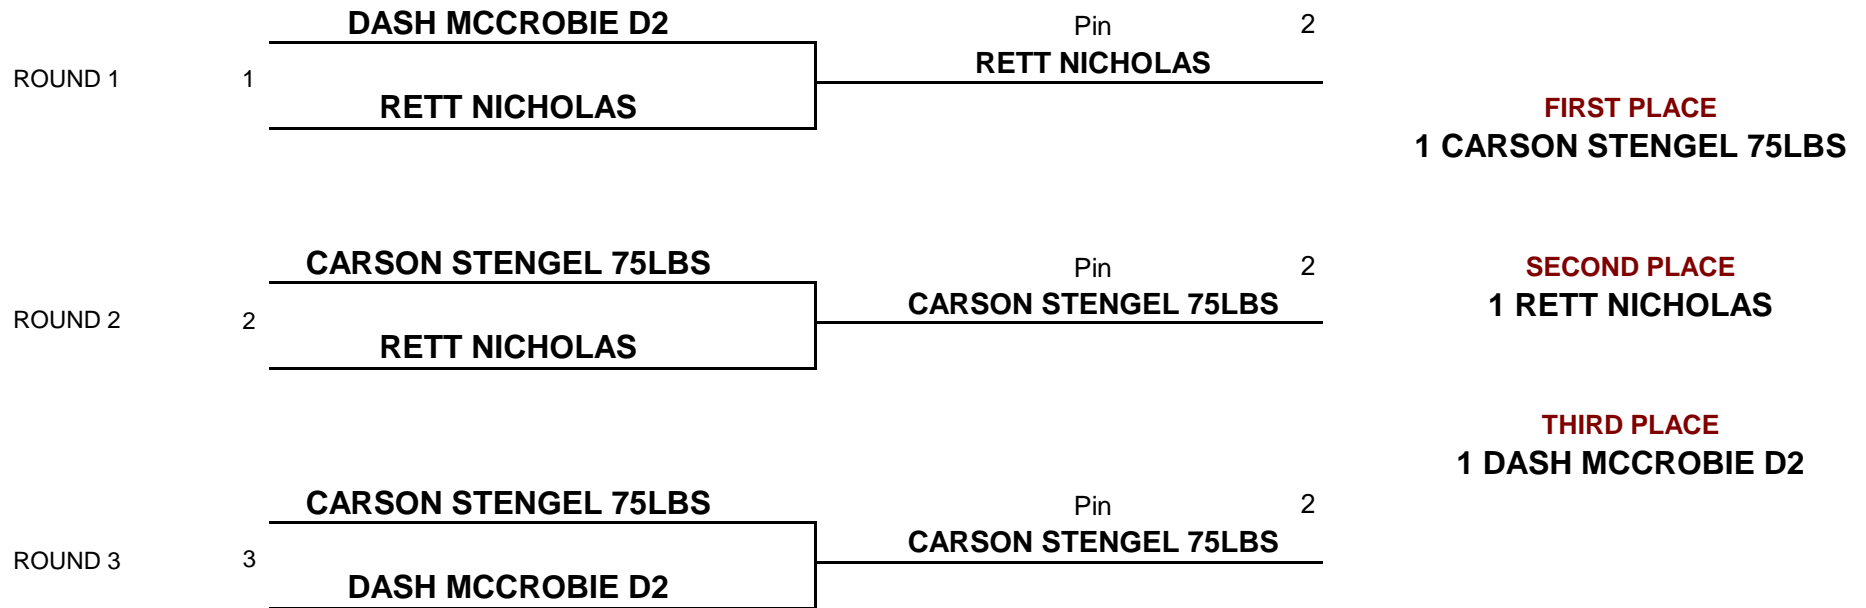 DASH MCCROBIE D2
Pin 2
RETT NICHOLAS
ROUND 1 1
RETT NICHOLAS
FIRST PLACE
1 CARSON STENGEL 75LBS
CARSON STENGEL 75LBS
Pin 2
CARSON STENGEL 75LBS
ROUND 2 2
RETT NICHOLAS
SECOND PLACE
1 RETT NICHOLAS
THIRD PLACE
1 DASH MCCROBIE D2
CARSON STENGEL 75LBS
Pin 2
CARSON STENGEL 75LBS
ROUND 3 3
DASH MCCROBIE D2